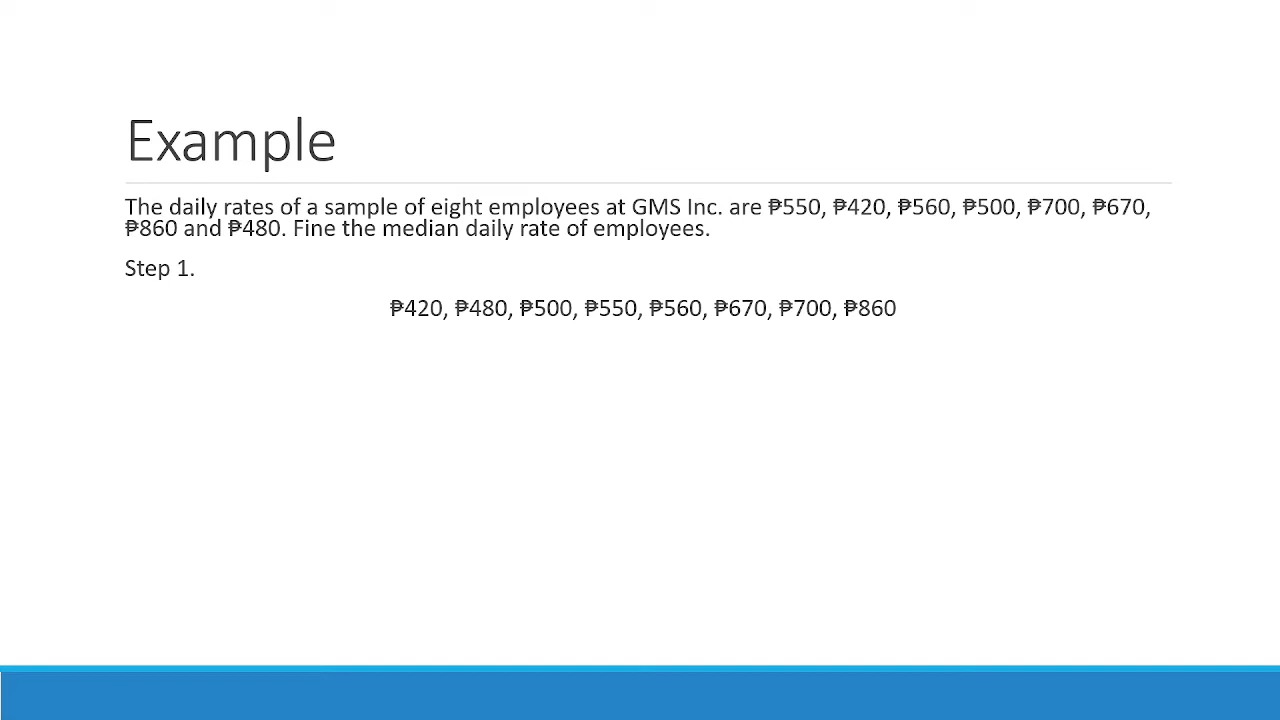 Example
The daily rates of a sample of eight employees at GMS Inc. are ₱550, ₱420, ₱560, ₱500, ₱700, ₱670,
₱860 and ₱480. Fine the median daily rate of employees.
Step 1.
₱420, ₱480, ₱500, ₱550, ₱560, ₱670, ₱700, ₱860